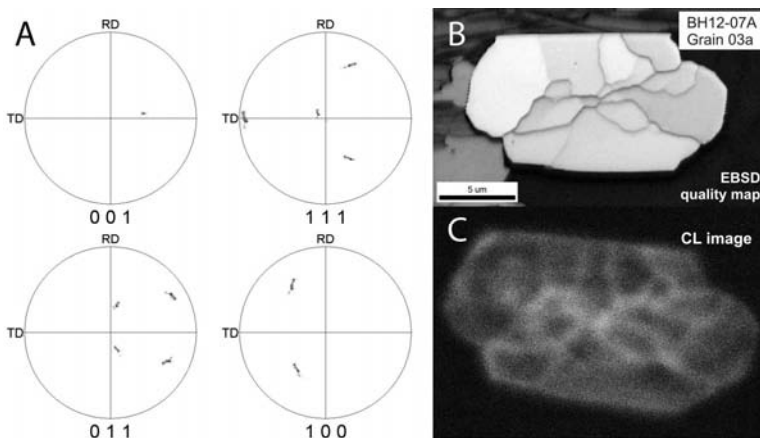 A
RD
TD
0 0 1
RD
TD
1 1 1
RD
TD
0 1 1
RD
TD
1 0 0
B
BH12-07A
Grain 03a
5 um
EBSD
quality map
C
CL image